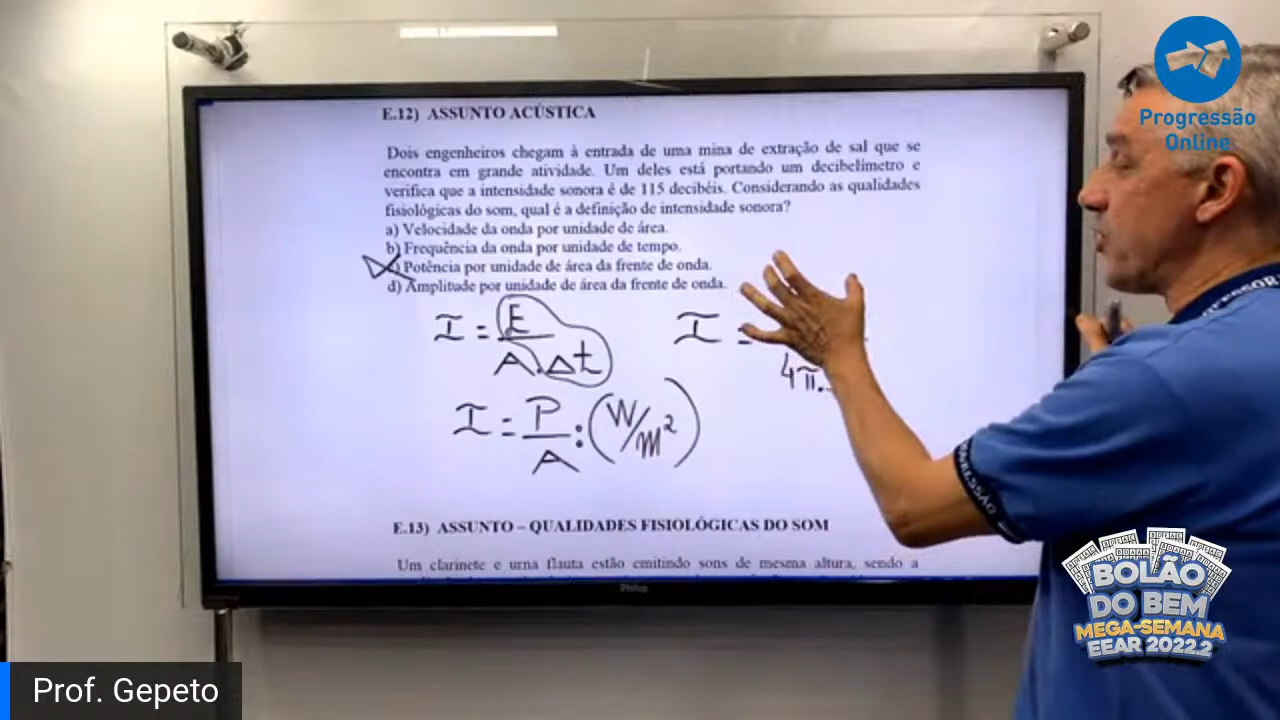 Progressão
Online
E.12) ASSUNTO ACÚSTICA
Dois engenheiros chegam à entrada de uma mina de extração de sal que se
encontra em grande atividade. Um deles está portando um decibelímetro e
verifica que a intensidade sonora é de 115 decibéis. Considerando as qualidades
fisiológicas do som, qual é a definição de intensidade sonora?
a) Velocidade da onda por unidade de área.
b) Frequência da onda por unidade de tempo.
Potência por unidade de área da frente de onda.
d) Amplitude por unidade de área da frente de onda.
I = E
A.Δt
I =
4π.
I = P : (W/m²)
A
E.13) ASSUNTO – QUALIDADES FISIOLÓGICAS DO SOM
Um clarinete e urna flauta estão emitindo sons de mesma altura, sendo a
Philco
BOLÃO
DO BEM
MEGA-SEMANA
EEAR 2022.2
Prof. Gepeto